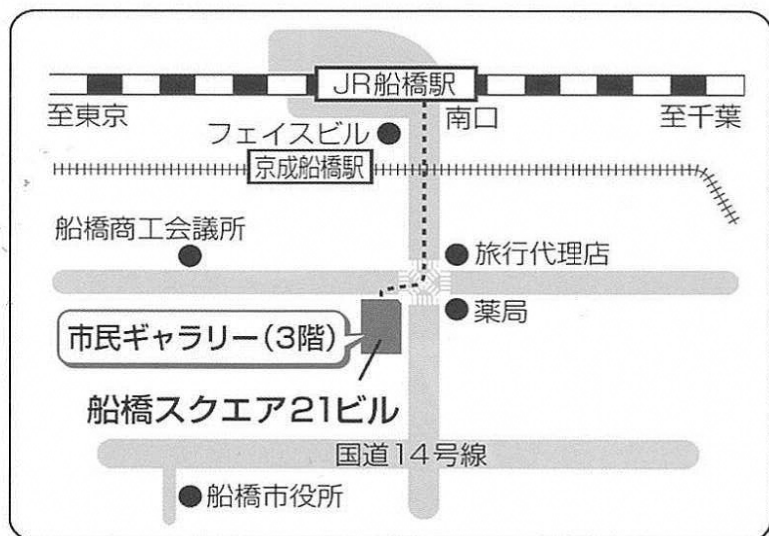 JR船橋駅
至東京
南口
至千葉
フェイスビル
京成船橋駅
船橋商工会議所
旅行代理店
薬局
市民ギャラリー(3階)
船橋スクエア21ビル
国道14号線
船橋市役所